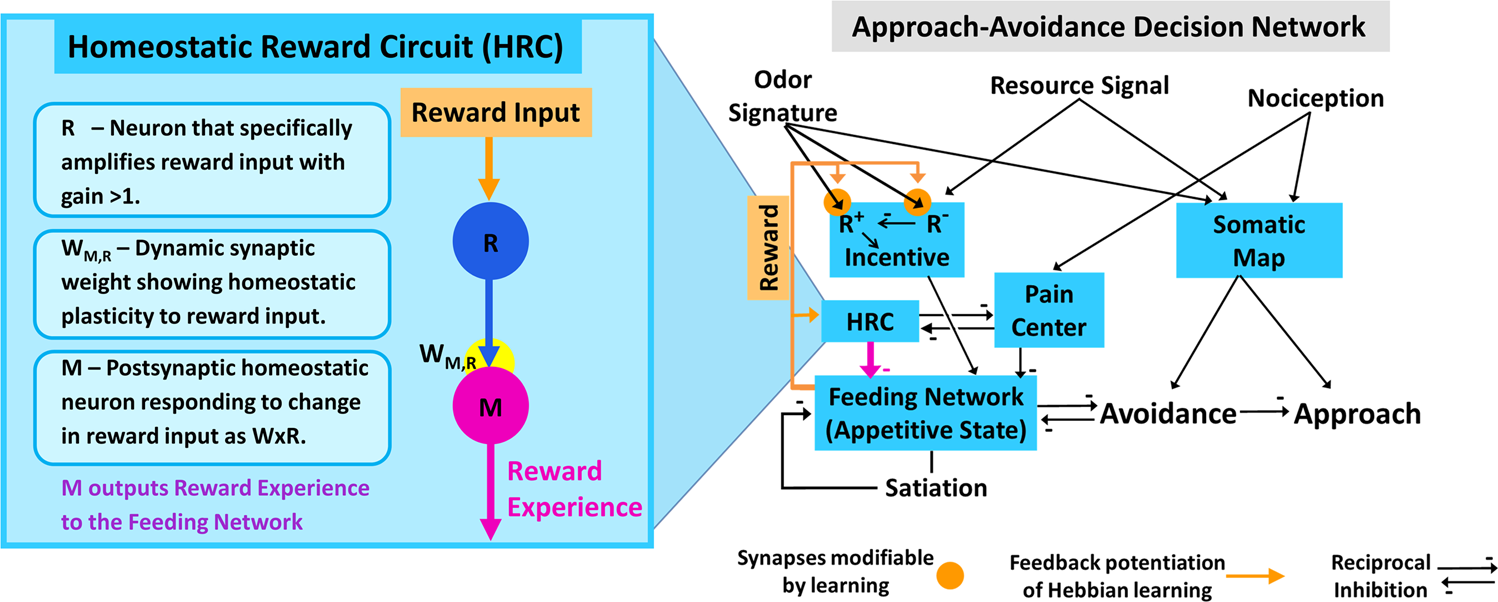 Homeostatic Reward Circuit (HRC)
R – Neuron that specifically
amplifies reward input with
gain >1.
W_M,R – Dynamic synaptic
weight showing homeostatic
plasticity to reward input.
M – Postsynaptic homeostatic
neuron responding to change
in reward input as WxR.
M outputs Reward Experience
to the Feeding Network
Reward Input
R
W_M,R
M
Reward
Experience
Approach-Avoidance Decision Network
Odor
Signature
Resource Signal
Nociception
Reward
R⁺
-
R⁻
Incentive
Somatic
Map
HRC
-
-
Pain
Center
-
-
-
Feeding Network
(Appetitive State)
-
-
Avoidance
-
Approach
Satiation
Synapses modifiable
by learning
Feedback potentiation
of Hebbian learning
Reciprocal
Inhibition
-
-